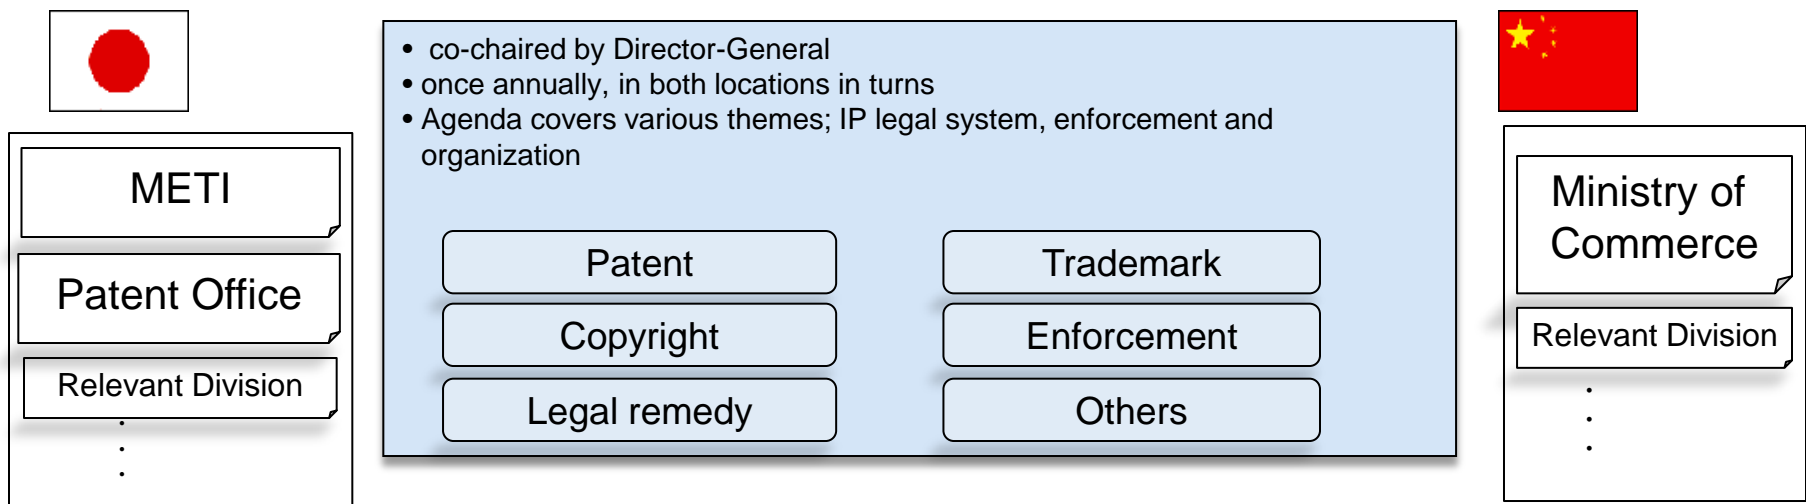 METI
Patent Office
Relevant Division
.
.
.
• co-chaired by Director-General
• once annually, in both locations in turns
• Agenda covers various themes; IP legal system, enforcement and
organization
Patent
Trademark
Copyright
Enforcement
Legal remedy
Others
Ministry of
Commerce
Relevant Division
.
.
.